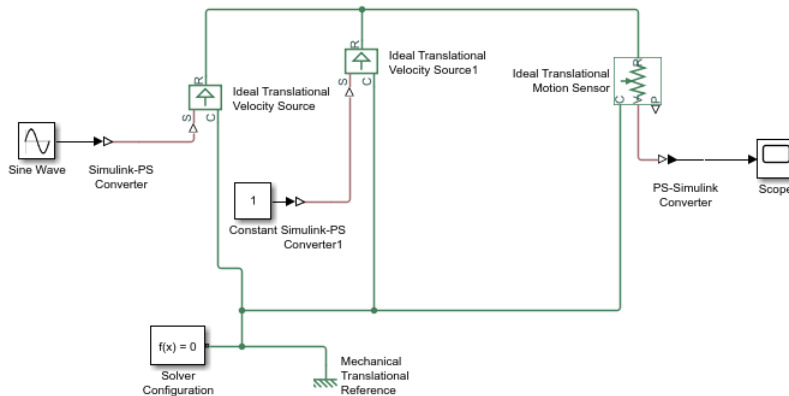 Ideal Translational
Velocity Source1
Ideal Translational
Motion Sensor
Ideal Translational
Velocity Source
R
C
S
R
C
S
R
C
V
P
Sine Wave
Simulink-PS
Converter
1
Constant
Simulink-PS
Converter1
PS-Simulink
Converter
Scope
f(x) = 0
Solver
Configuration
Mechanical
Translational
Reference